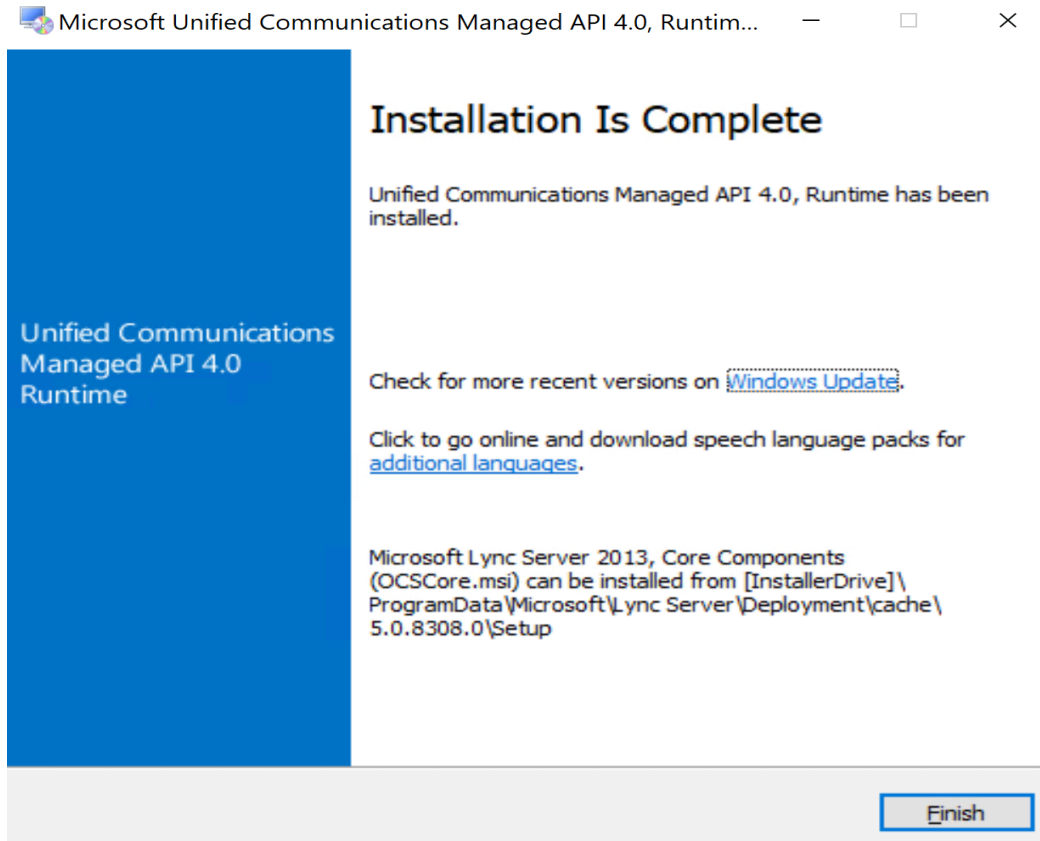 Microsoft Unified Communications Managed API 4.0, Runtim...
Installation Is Complete
Unified Communications Managed API 4.0, Runtime has been
installed.
Unified Communications
Managed API 4.0
Runtime
Check for more recent versions on Windows Update.
Click to go online and download speech language packs for
additional languages.
Microsoft Lync Server 2013, Core Components
(OCSCore.msi) can be installed from [InstallerDrive]\
ProgramData\Microsoft\Lync Server\Deployment\cache\
5.0.8308.0\Setup
Finish